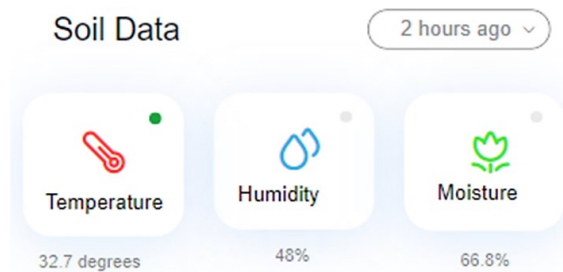 Soil Data
2 hours ago
Temperature
Humidity
Moisture
32.7 degrees
48%
66.8%